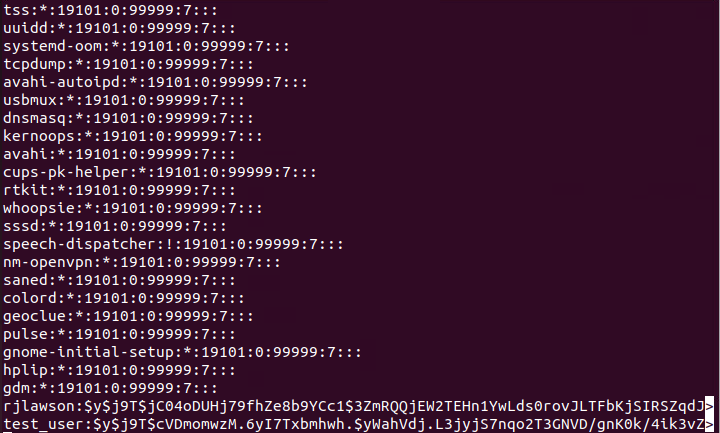 tss:*:19101:0:99999:7:::
uuidd:*:19101:0:99999:7:::
systemd-oom:*:19101:0:99999:7:::
tcpdump:*:19101:0:99999:7:::
avahi-autoipd:*:19101:0:99999:7:::
usbmux:*:19101:0:99999:7:::
dnsmasq:*:19101:0:99999:7:::
kernoops:*:19101:0:99999:7:::
avahi:*:19101:0:99999:7:::
cups-pk-helper:*:19101:0:99999:7:::
rtkit:*:19101:0:99999:7:::
whoopsie:*:19101:0:99999:7:::
sssd:*:19101:0:99999:7:::
speech-dispatcher:!:19101:0:99999:7:::
nm-openvpn:*:19101:0:99999:7:::
saned:*:19101:0:99999:7:::
colord:*:19101:0:99999:7:::
geoclue:*:19101:0:99999:7:::
pulse:*:19101:0:99999:7:::
gnome-initial-setup:*:19101:0:99999:7:::
hplip:*:19101:0:99999:7:::
gdm:*:19101:0:99999:7:::
rjlawson:$y$j9T$jC04oDUHj79fhZe8b9YCc1$3ZmRQQjEW2TEHn1YwLds0rovJLTFbKjSIRSZqdJ>
test_user:$y$j9T$cVDmomwzM.6yI7Txbmhwh.$yWahVdj.L3jyjS7nqo2T3GNVD/gnK0k/4ik3vZ>